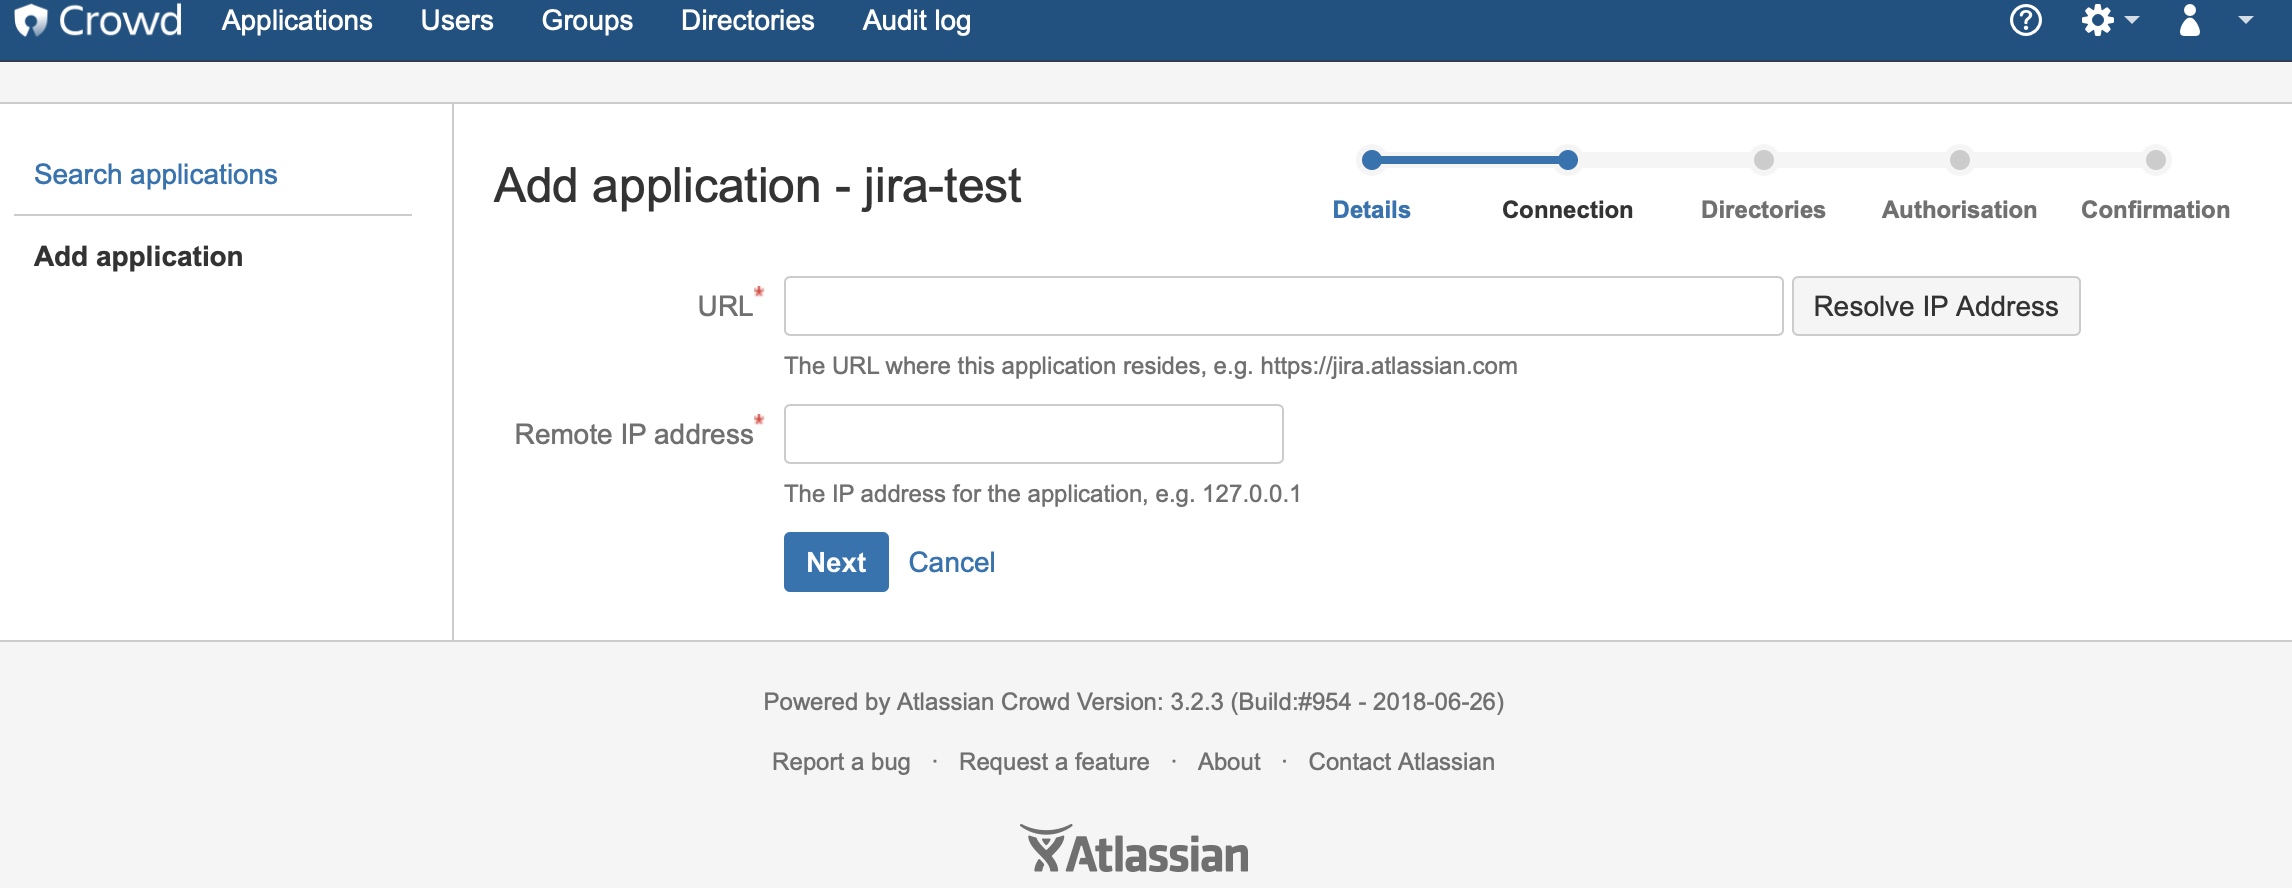 Crowd Applications Users Groups Directories Audit log
Search applications
Add application
Add application - jira-test
Details Connection Directories Authorisation Confirmation
URL* Resolve IP Address
The URL where this application resides, e.g. https://jira.atlassian.com
Remote IP address*
The IP address for the application, e.g. 127.0.0.1
Next Cancel
Powered by Atlassian Crowd Version: 3.2.3 (Build:#954 - 2018-06-26)
Report a bug · Request a feature · About · Contact Atlassian
Atlassian